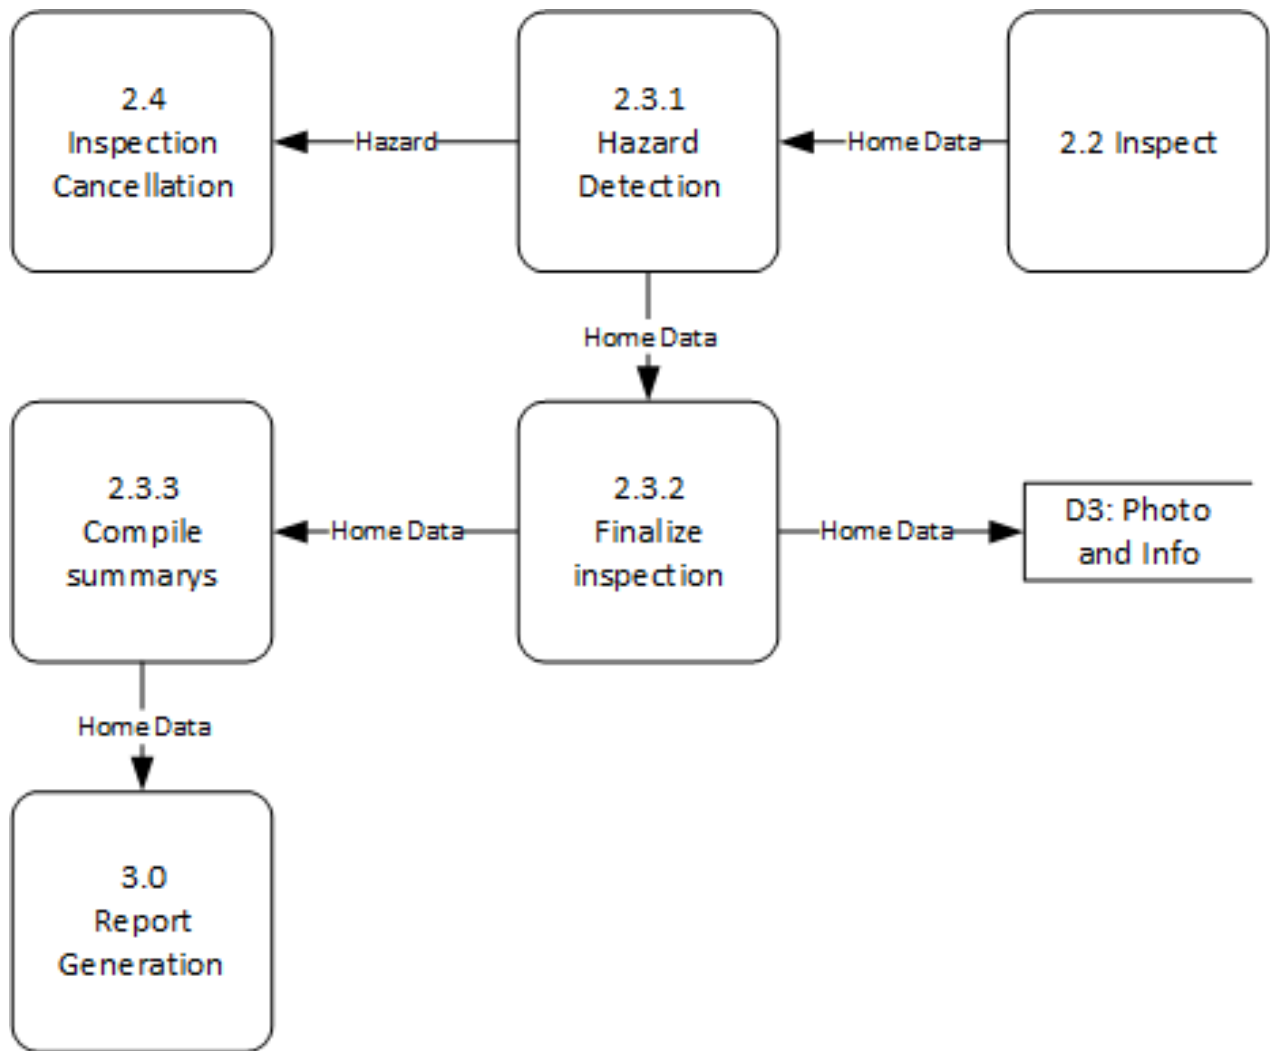 2.4
Inspection
Cancellation
Hazard
2.3.1
Hazard
Detection
Home Data
2.2 Inspect
Home Data
2.3.3
Compile
summarys
Home Data
2.3.2
Finalize
inspection
Home Data
D3: Photo
and Info
Home Data
3.0
Report
Generation